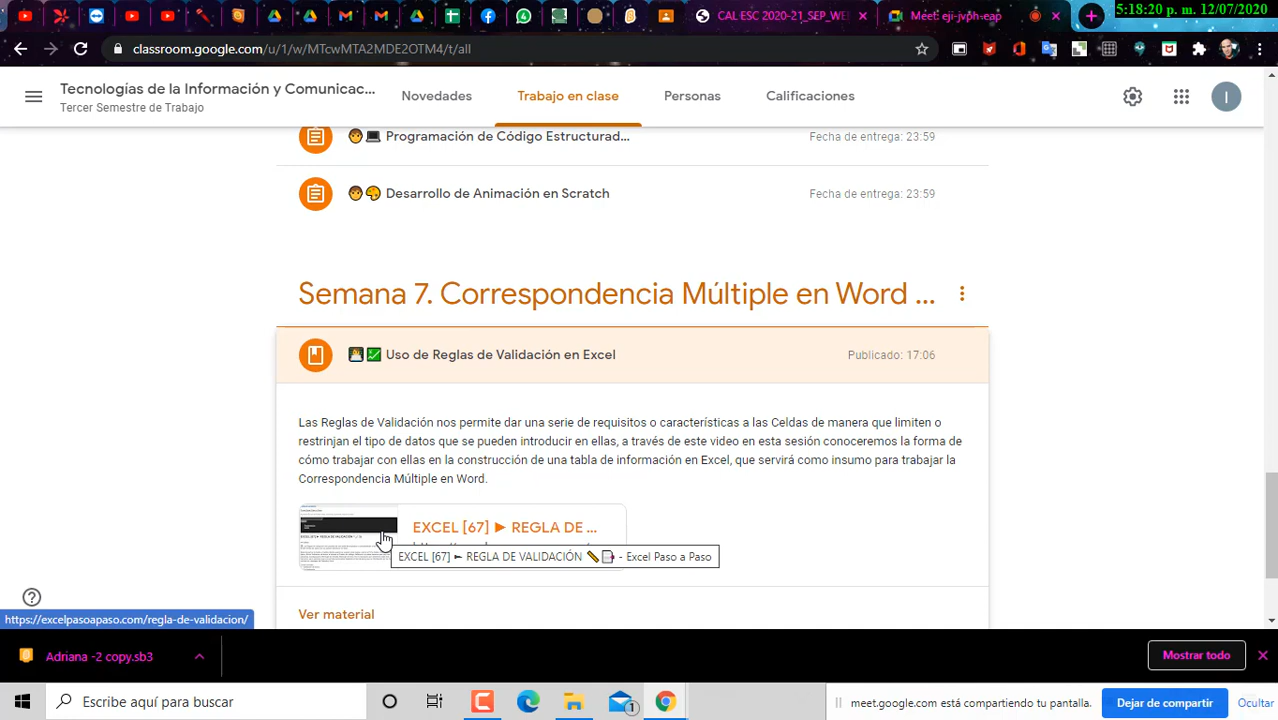 CAL ESC 2020-21_SEP_WE
Meet: eji-jvph-eap
5:18:20 p. m. 12/07/2020
classroom.google.com/u/1/w/MTcwMTA2MDE2OTM4/t/all
Tecnologías de la Información y Comunicac...
Tercer Semestre de Trabajo
Novedades
Trabajo en clase
Personas
Calificaciones
I
Programación de Código Estructurad...
Fecha de entrega: 23:59
Desarrollo de Animación en Scratch
Fecha de entrega: 23:59
Semana 7. Correspondencia Múltiple en Word ...
Uso de Reglas de Validación en Excel
Publicado: 17:06
Las Reglas de Validación nos permite dar una serie de requisitos o características a las Celdas de manera que limiten o
restrinjan el tipo de datos que se pueden introducir en ellas, a través de este video en esta sesión conoceremos la forma de
cómo trabajar con ellas en la construcción de una tabla de información en Excel, que servirá como insumo para trabajar la
Correspondencia Múltiple en Word.
EXCEL [67] ► REGLA DE ...
EXCEL [67] ► REGLA DE VALIDACIÓN 📏📝 - Excel Paso a Paso
Ver material
https://excelpasoapaso.com/regla-de-validacion/
Adriana -2 copy.sb3
Mostrar todo
Escribe aquí para buscar
1
meet.google.com está compartiendo tu pantalla.
Dejar de compartir
Ocultar